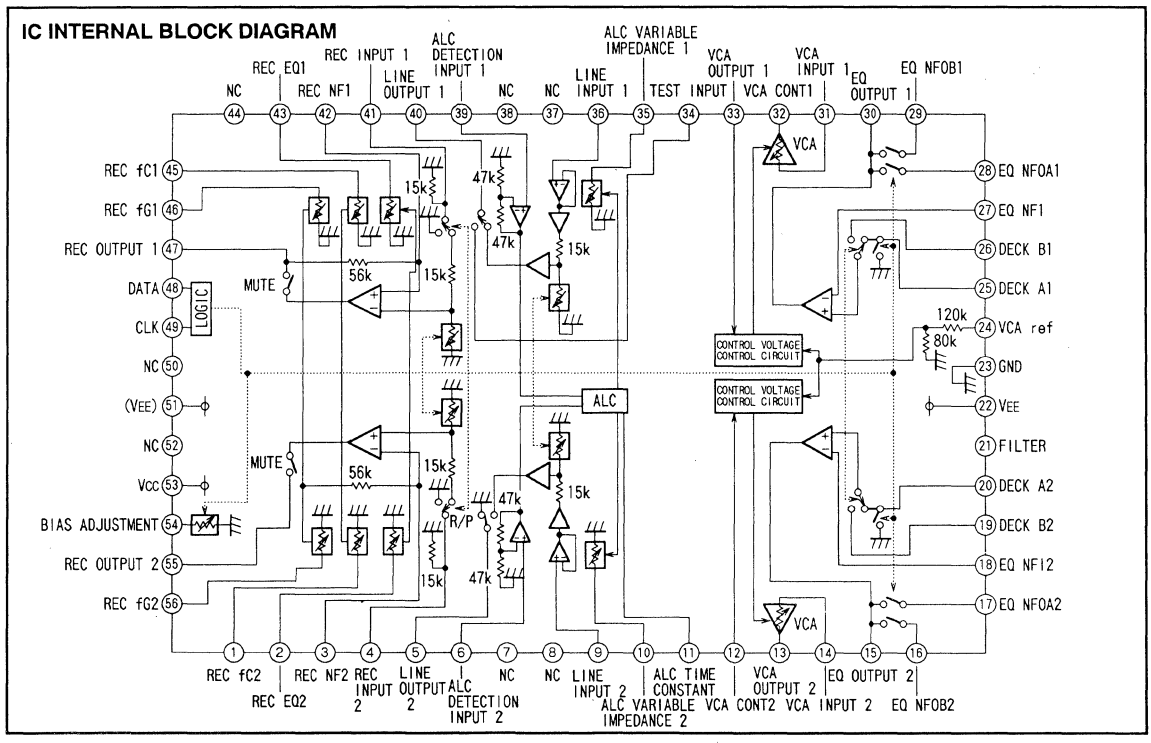 IC INTERNAL BLOCK DIAGRAM
NC
REC EQ1
REC NF1
REC INPUT 1
LINE
OUTPUT 1
ALC
DETECTION
INPUT 1
NC
NC
LINE
INPUT 1
ALC VARIABLE
IMPEDANCE 1
TEST INPUT
VCA
OUTPUT 1
VCA CONT1
VCA
INPUT 1
EQ
OUTPUT 1
EQ NFOB1
44 43 42 41 40 39 38 37 36 35 34 33 32 31 30 29
REC fC1 45
REC fG1 46
REC OUTPUT 1 47
DATA 48
CLK 49
NC 50
(VEE) 51
NC 52
VCC 53
BIAS ADJUSTMENT 54
REC OUTPUT 2 55
REC fG2 56
LOGIC
MUTE
56k
15k
15k
47k
47k
15k
VCA
CONTROL VOLTAGE
CONTROL CIRCUIT
CONTROL VOLTAGE
CONTROL CIRCUIT
120k
80k
ALC
MUTE
56k
15k
R/P
15k
47k
47k
15k
VCA
28 EQ NFOA1
27 EQ NF1
26 DECK B1
25 DECK A1
24 VCA ref
23 GND
22 VEE
21 FILTER
20 DECK A2
19 DECK B2
18 EQ NFI2
17 EQ NFOA2
1 2 3 4 5 6 7 8 9 10 11 12 13 14 15 16
REC fC2
REC EQ2
REC NF2
REC
INPUT
2
LINE
OUTPUT
2
ALC
DETECTION
INPUT 2
NC
NC
LINE
INPUT 2
ALC VARIABLE
IMPEDANCE 2
ALC TIME
CONSTANT
VCA CONT2
VCA
OUTPUT 2
VCA INPUT 2
EQ OUTPUT 2
EQ NFOB2